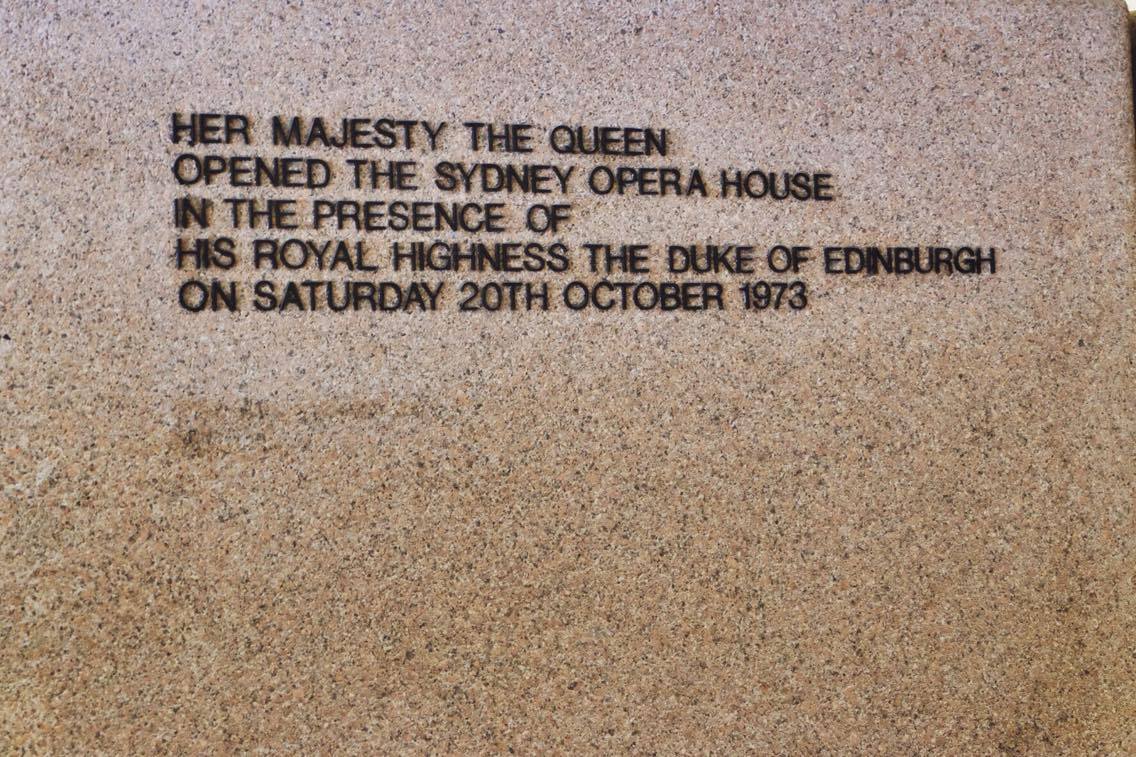 HER MAJESTY THE QUEEN
OPENED THE SYDNEY OPERA HOUSE
IN THE PRESENCE OF
HIS ROYAL HIGHNESS THE DUKE OF EDINBURGH
ON SATURDAY 20TH OCTOBER 1973